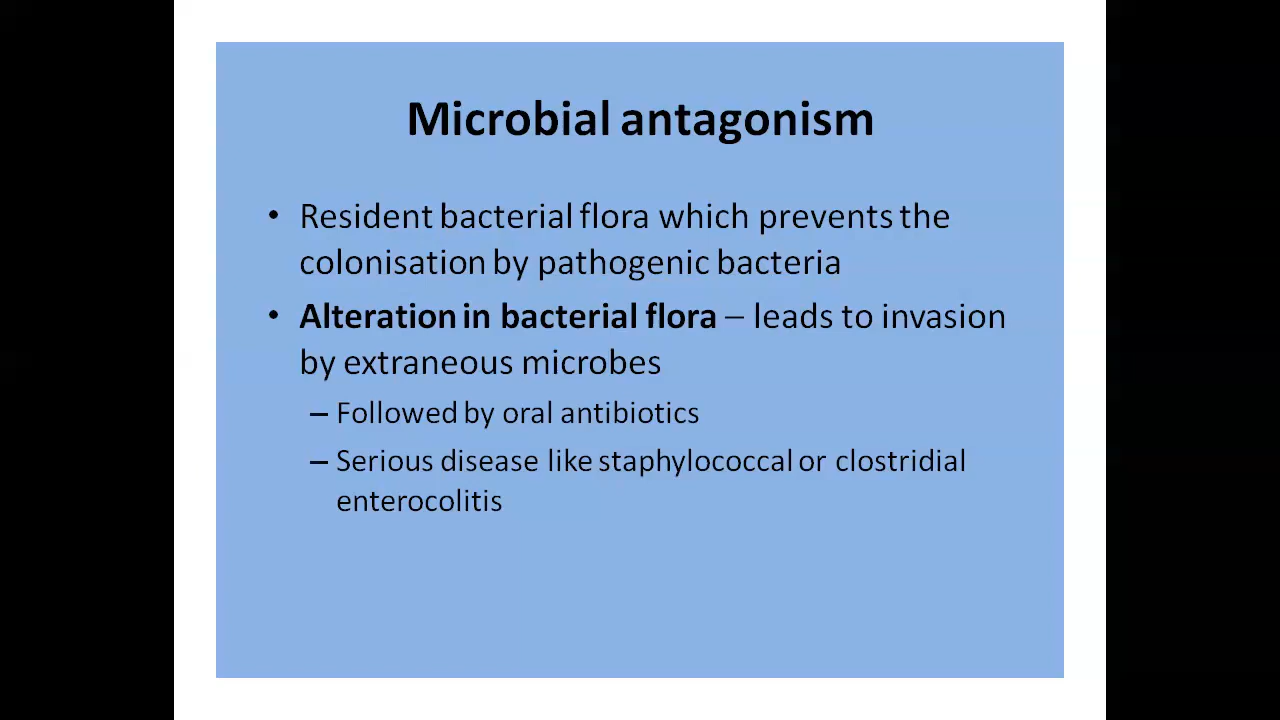 Microbial antagonism
• Resident bacterial flora which prevents the
colonisation by pathogenic bacteria
• Alteration in bacterial flora – leads to invasion
by extraneous microbes
– Followed by oral antibiotics
– Serious disease like staphylococcal or clostridial
enterocolitis